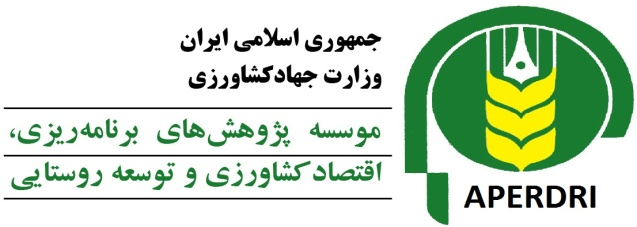 جمهوری اسلامی ایران
وزارت جهادکشاورزی
موسسه پژوهش‌های برنامه‌ریزی،
اقتصادکشاورزی و توسعه روستایی
APERDRI